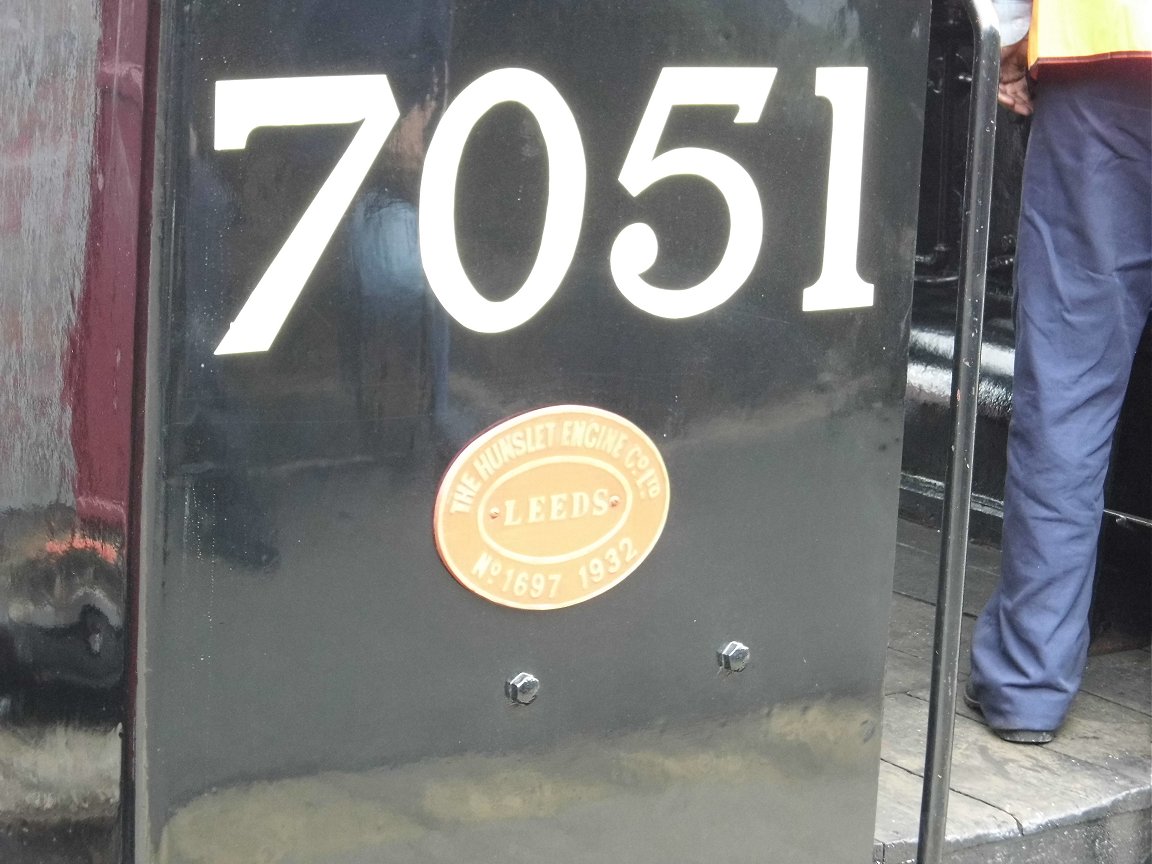 7051
THE HUNSLET ENGINE Co. LTD
LEEDS
No. 1697 1932